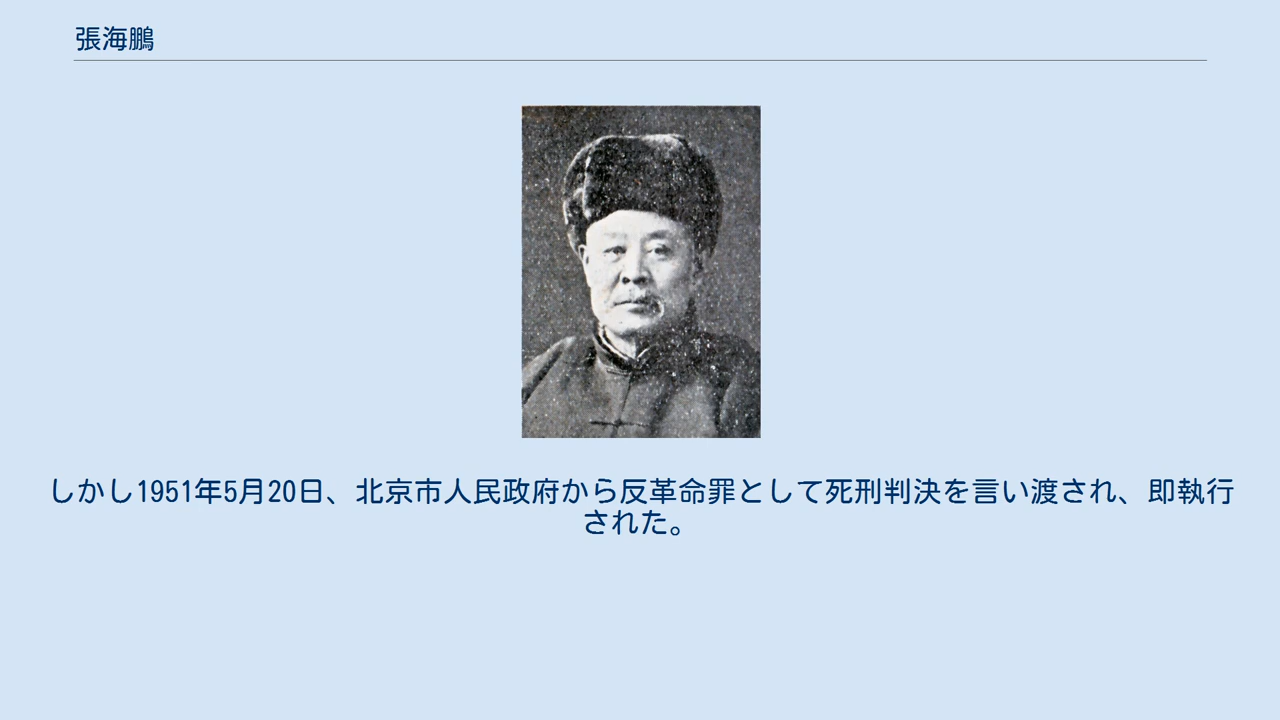 張海鵬
しかし1951年5月20日、北京市人民政府から反革命罪として死刑判決を言い渡され、即執行
された。